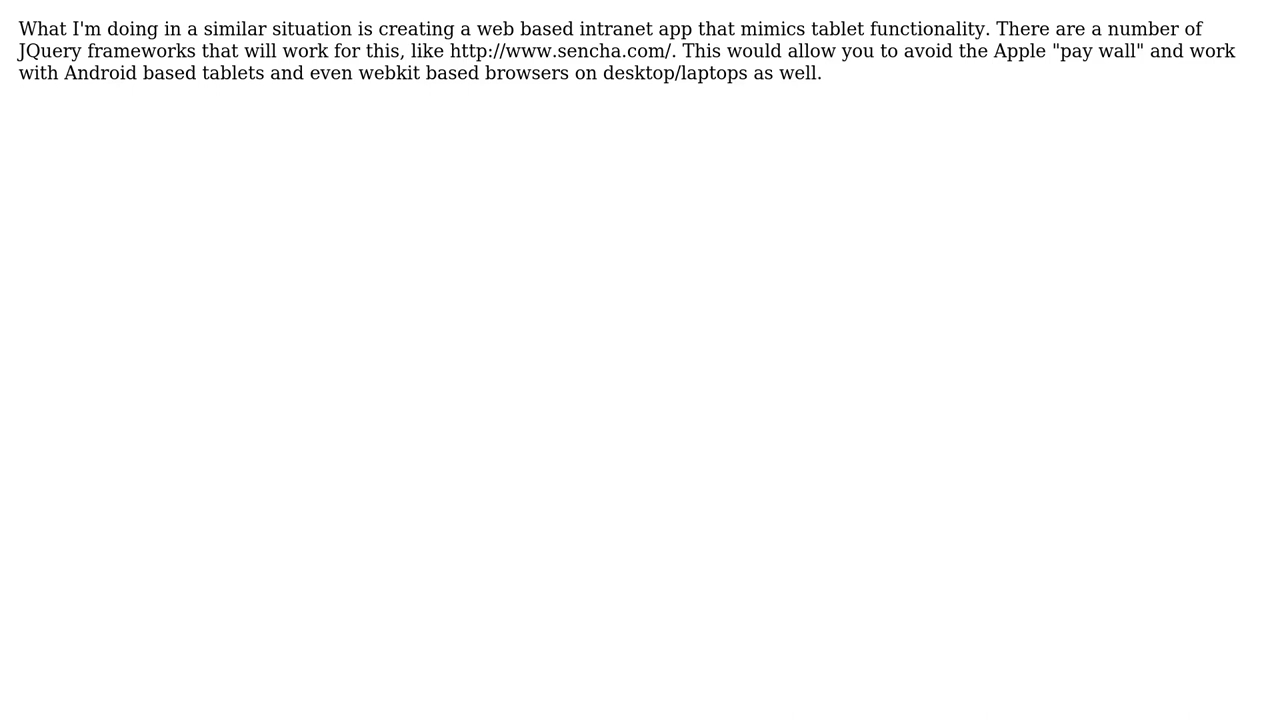 What I'm doing in a similar situation is creating a web based intranet app that mimics tablet functionality. There are a number of
JQuery frameworks that will work for this, like http://www.sencha.com/. This would allow you to avoid the Apple "pay wall" and work
with Android based tablets and even webkit based browsers on desktop/laptops as well.